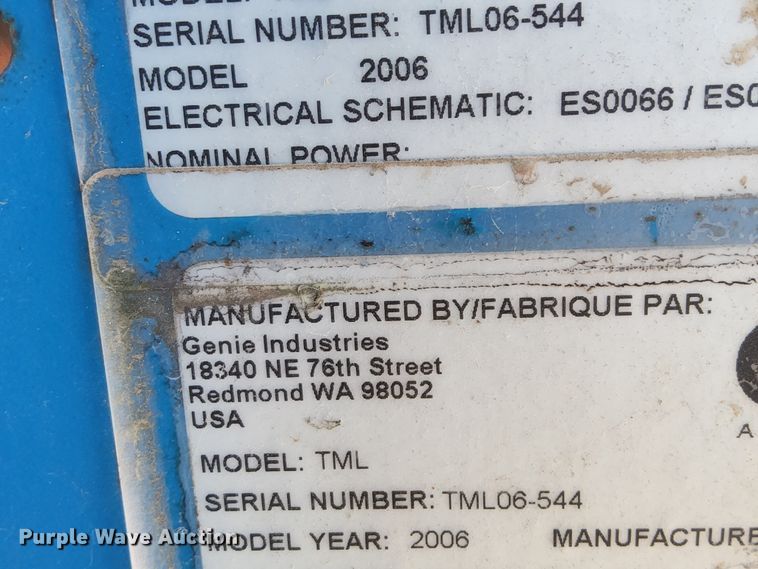 MODEL:
SERIAL NUMBER: TML06-544
MODEL 2006
ELECTRICAL SCHEMATIC: ES0066 /
NOMINAL POWER:
MANUFACTURED BY/FABRIQUE PAR:
Genie Industries
18340 NE 76th Street
Redmond WA 98052
USA
A
MODEL: TML
SERIAL NUMBER: TML06-544
MODEL YEAR: 2006 MANUFACTURE
Purple Wave Auction